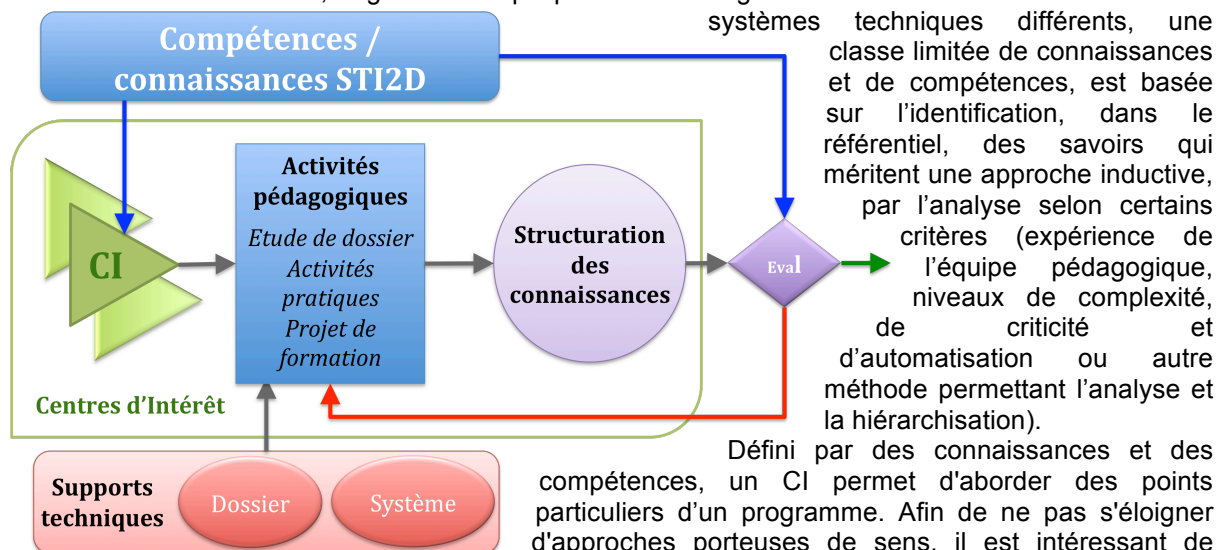 systèmes techniques différents, une
classe limitée de connaissances
et de compétences, est basée
sur l'identification, dans le
référentiel, des savoirs qui
méritent une approche inductive,
par l'analyse selon certains
critères (expérience de
l'équipe pédagogique,
niveaux de complexité,
de criticité et
d'automatisation ou autre
méthode permettant l'analyse et
la hiérarchisation).
Défini par des connaissances et des
compétences, un CI permet d'aborder des points
particuliers d'un programme. Afin de ne pas s'éloigner
d'approches porteuses de sens, il est intéressant de
Compétences /
connaissances STI2D
CI
Activités
pédagogiques
Etude de dossier
Activités
pratiques
Projet de
formation
Structuration
des
connaissances
Eval
Centres d'Intérêt
Supports
techniques
Dossier
Système